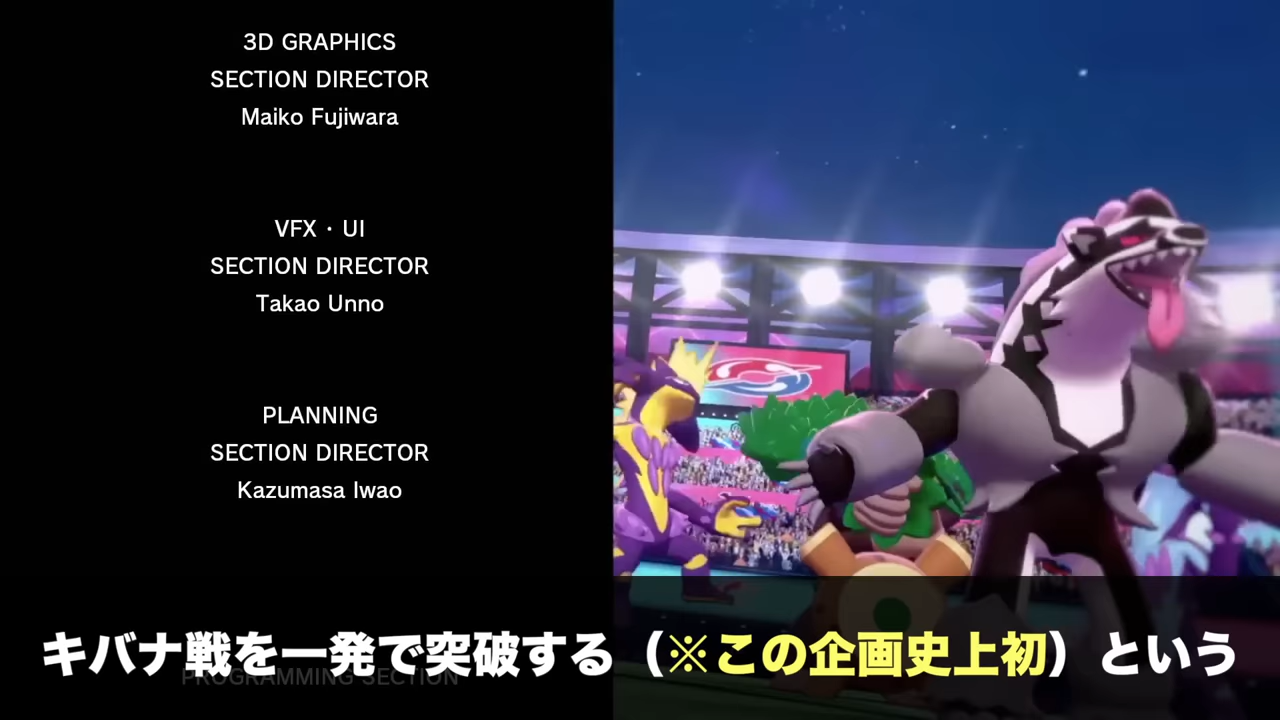 3D GRAPHICS
SECTION DIRECTOR
Maiko Fujiwara
VFX・UI
SECTION DIRECTOR
Takao Unno
PLANNING
SECTION DIRECTOR
Kazumasa Iwao
PROGRAMMING SECTION
キバナ戦を一発で突破する（※この企画史上初）という